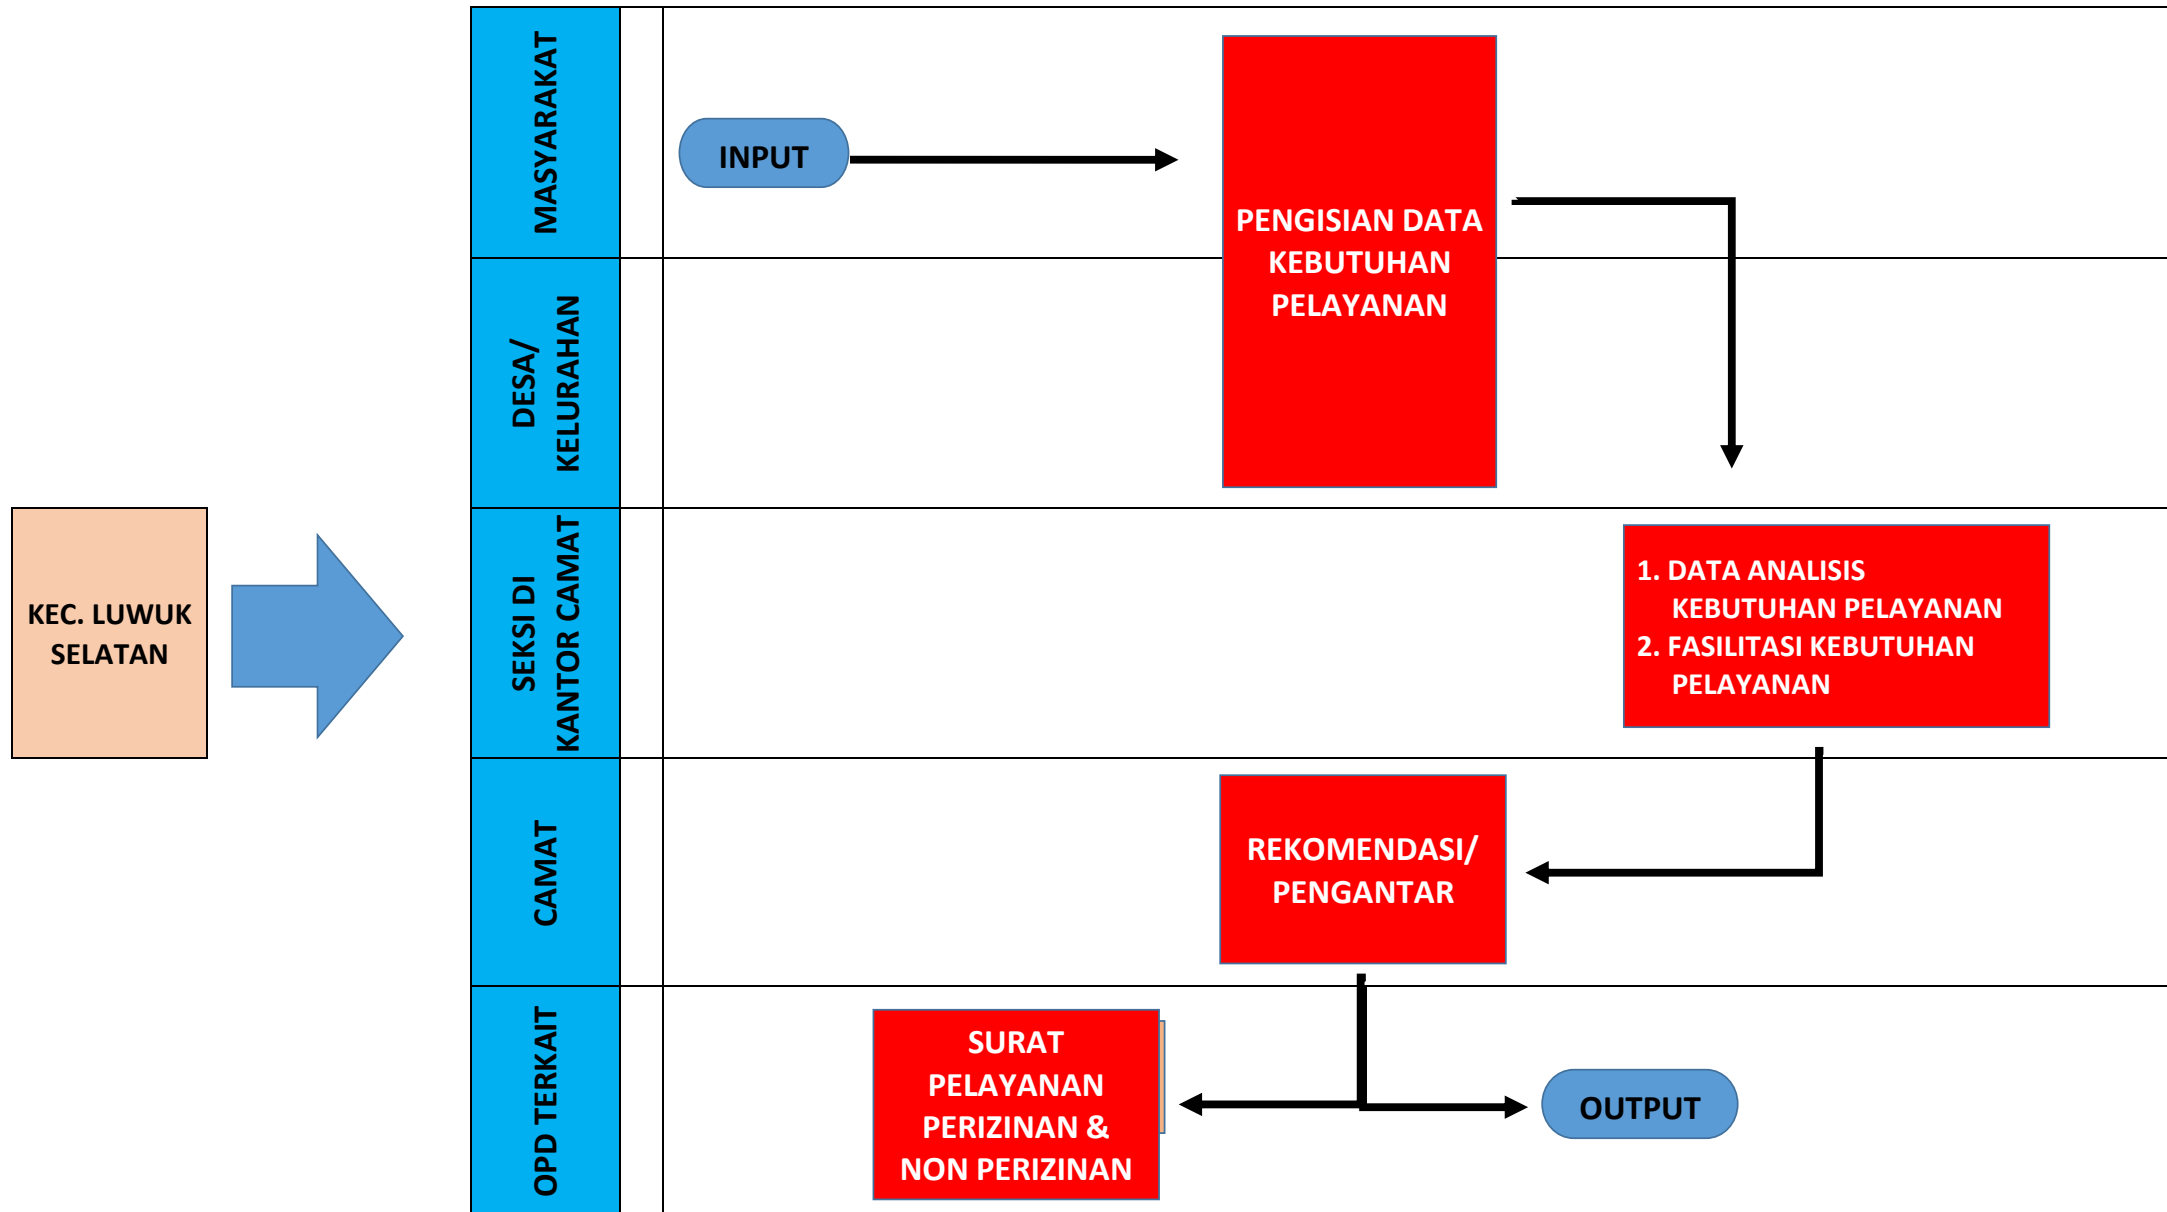 MASYARAKAT
INPUT
PENGISIAN DATA
KEBUTUHAN
PELAYANAN
DESA/
KELURAHAN
KEC. LUWUK
SELATAN
SEKSI DI
KANTOR CAMAT
1. DATA ANALISIS
KEBUTUHAN PELAYANAN
2. FASILITASI KEBUTUHAN
PELAYANAN
CAMAT
REKOMENDASI/
PENGANTAR
OPD TERKAIT
SURAT
PELAYANAN
PERIZINAN &
NON PERIZINAN
OUTPUT